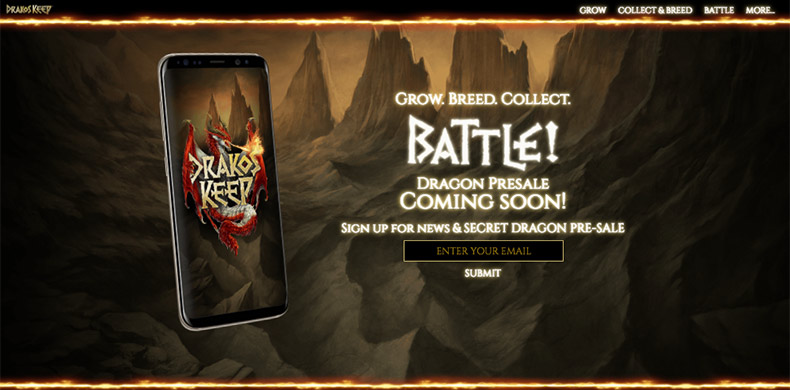 DRAKOS KEEP
GROW COLLECT & BREED BATTLE MORE...
DRAKOS
KEEP
GROW. BREED. COLLECT.
BATTLE!
DRAGON PRESALE
COMING SOON!
SIGN UP FOR NEWS & SECRET DRAGON PRE-SALE
ENTER YOUR EMAIL
SUBMIT